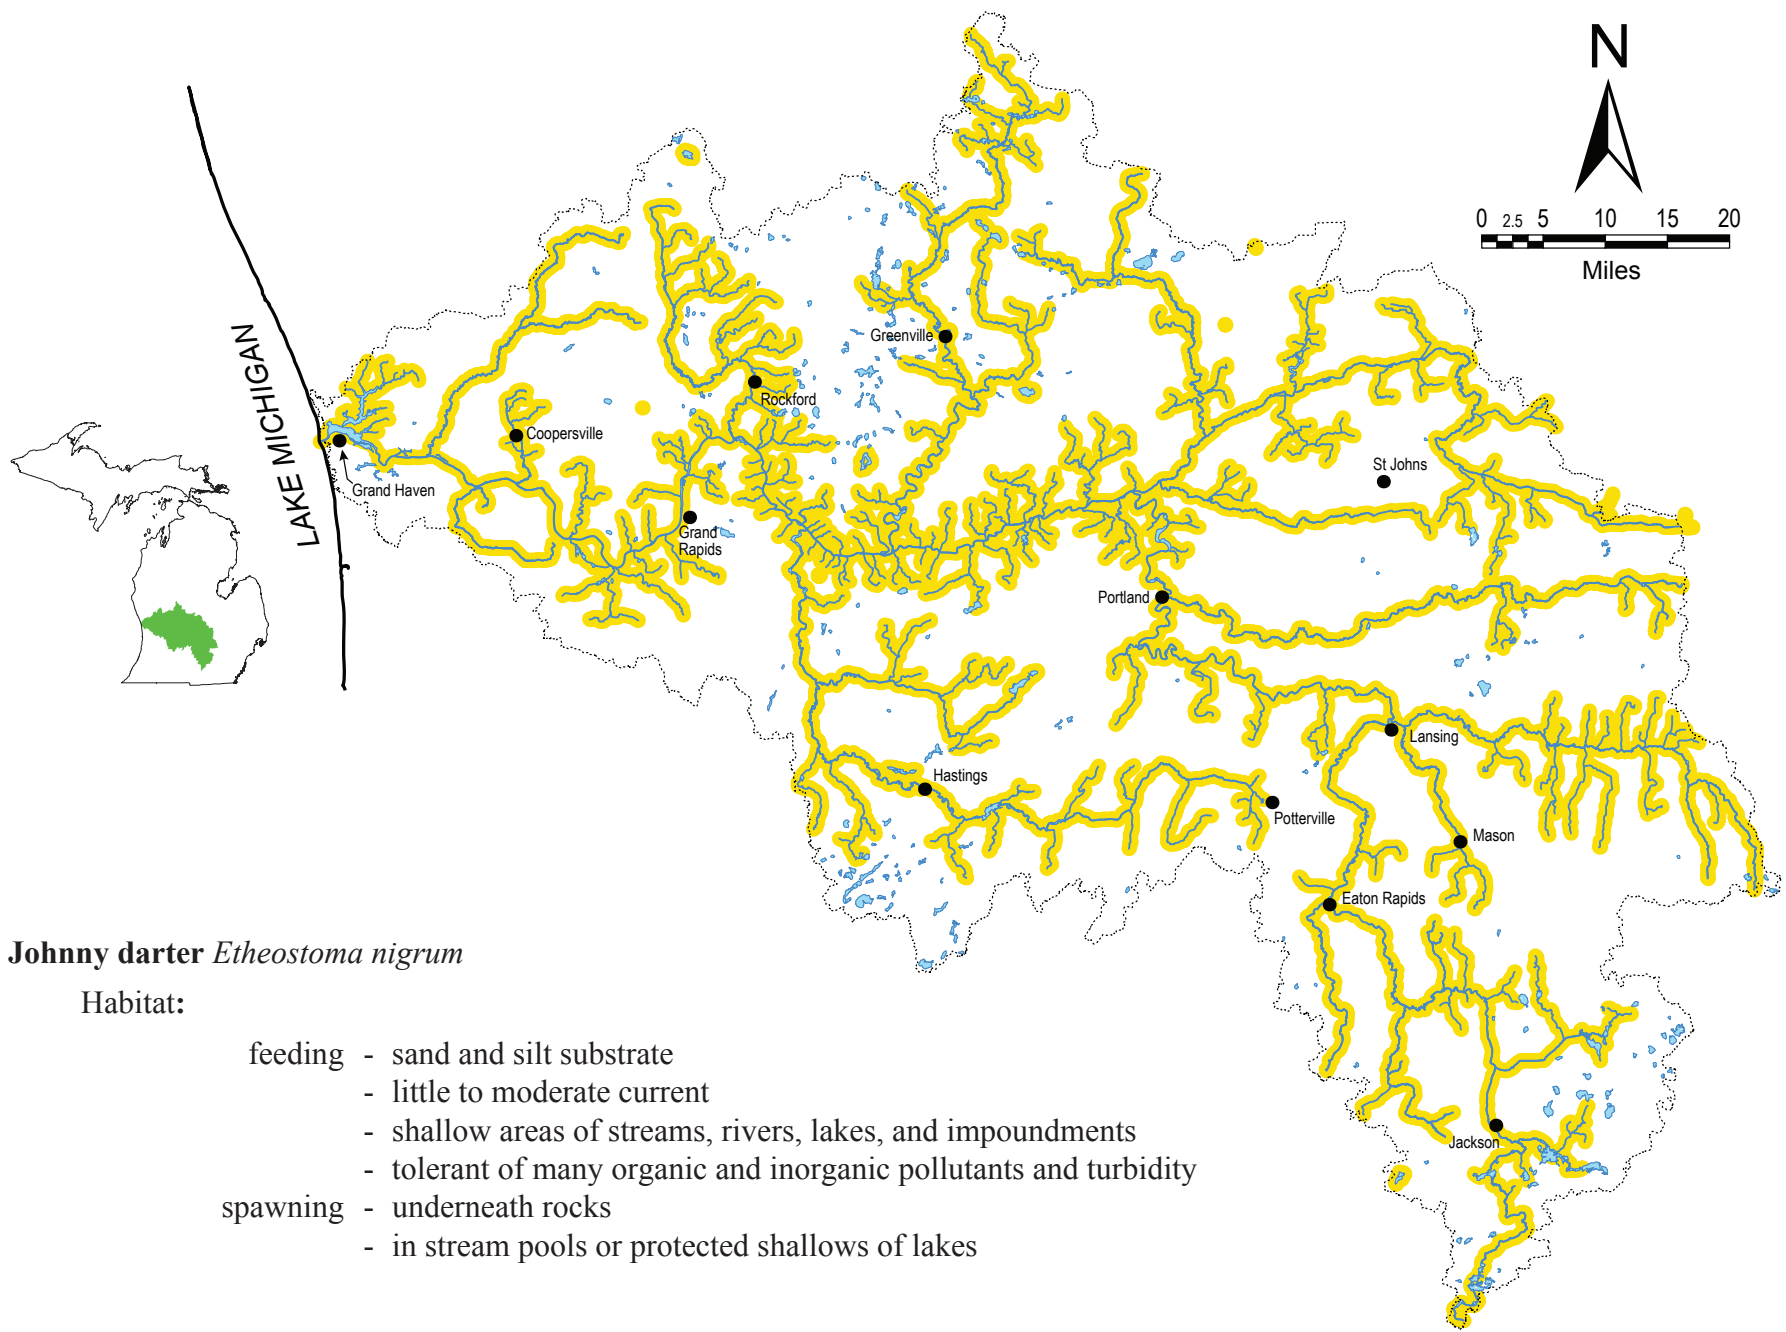 N
0 2.5 5 10 15 20
Miles
LAKE MICHIGAN
Greenville
Rockford
Coopersville
Grand Haven
St Johns
Grand
Rapids
Portland
Lansing
Hastings
Potterville
Mason
Eaton Rapids
Jackson
Johnny darter Etheostoma nigrum
Habitat:
feeding - sand and silt substrate
- little to moderate current
- shallow areas of streams, rivers, lakes, and impoundments
- tolerant of many organic and inorganic pollutants and turbidity
spawning - underneath rocks
- in stream pools or protected shallows of lakes